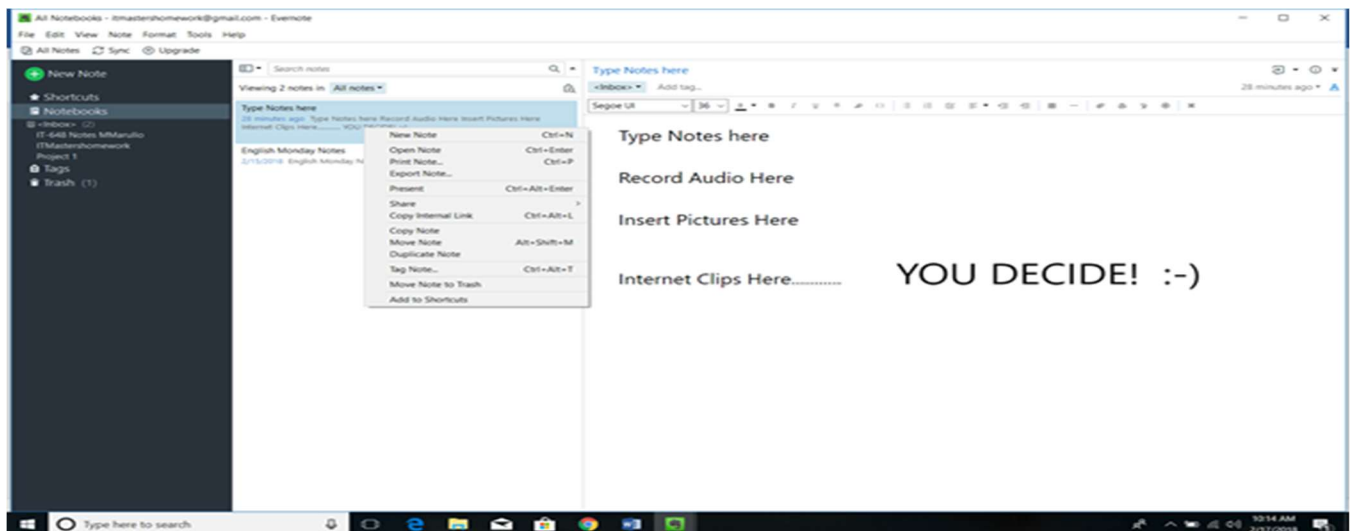 All Notebooks - itmastershomework@gmail.com - Evernote
File Edit View Note Format Tools Help
All Notes Sync Upgrade
New Note
Shortcuts
Notebooks
<Inbox> (2)
IT-648 Notes MMarullo
ITMastershomework
Project 1
Tags
Trash (1)
Search notes
Viewing 2 notes in All notes
Type Notes here
28 minutes ago Type Notes here Record Audio Here Insert Pictures Here
Internet Clips Here.......... YOU DECIDE! :-)
English Monday Notes
2/15/2018 English Monday N
New Note Ctrl+N
Open Note Ctrl+Enter
Print Note... Ctrl+P
Export Note...
Present Ctrl+Alt+Enter
Share >
Copy Internal Link Ctrl+Alt+L
Copy Note
Move Note Alt+Shift+M
Duplicate Note
Tag Note... Ctrl+Alt+T
Move Note to Trash
Add to Shortcuts
Type Notes here
<Inbox> Add tag... 28 minutes ago
Segoe UI 36
Type Notes here
Record Audio Here
Insert Pictures Here
Internet Clips Here........... YOU DECIDE! :-)
Type here to search
10:14 AM
2/17/2018